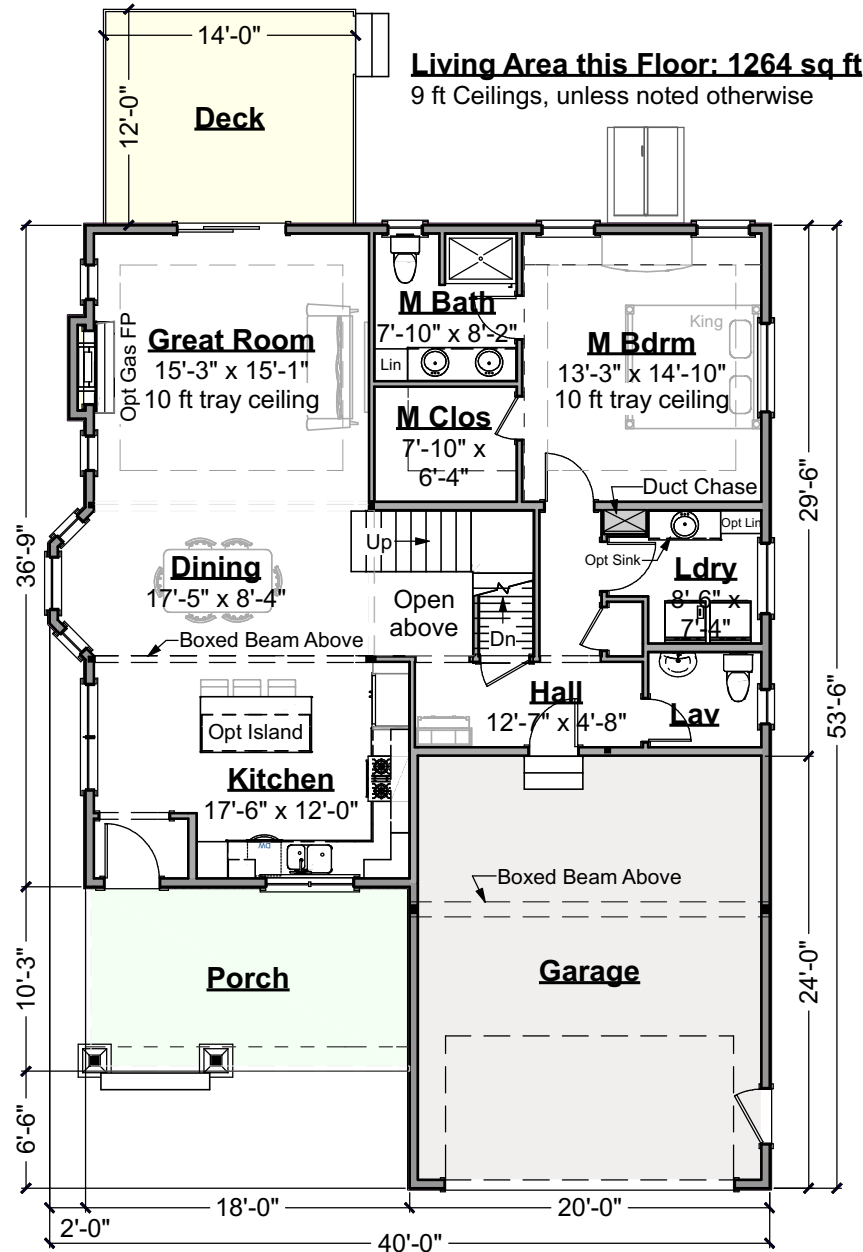 14'-0"
Living Area this Floor: 1264 sq ft
9 ft Ceilings, unless noted otherwise
12'-0"
Deck
M Bath
7'-10" x 8'-2"
Lin
Great Room
15'-3" x 15'-1"
10 ft tray ceiling
Opt Gas FP
King
M Bdrm
13'-3" x 14'-10"
10 ft tray ceiling
M Clos
7'-10" x
6'-4"
29'-6"
36'-9"
Duct Chase
Opt Lin
Up
Opt Sink
Ldry
8'-6" x
7'-4"
Dining
17'-5" x 8'-4"
Open
above
Dn
Boxed Beam Above
53'-6"
Hall
12'-7" x 4'-8"
Lav
Opt Island
Kitchen
17'-6" x 12'-0"
DW
Boxed Beam Above
10'-3"
Porch
Garage
24'-0"
6'-6"
18'-0"
20'-0"
2'-0"
40'-0"